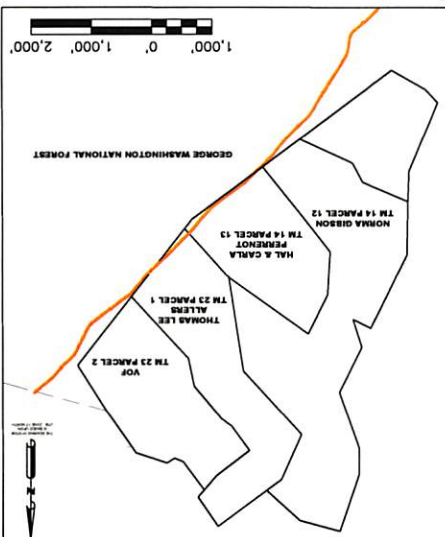 N
VOF
TM 23 PARCEL 2
THOMAS LEE
ALLERS
TM 23 PARCEL 1
HAL & CARLA
PERRENOT
TM 14 PARCEL 13
NORMA GIBSON
TM 14 PARCEL 12
GEORGE WASHINGTON NATIONAL FOREST
1,000' 0' 1,000' 2,000'